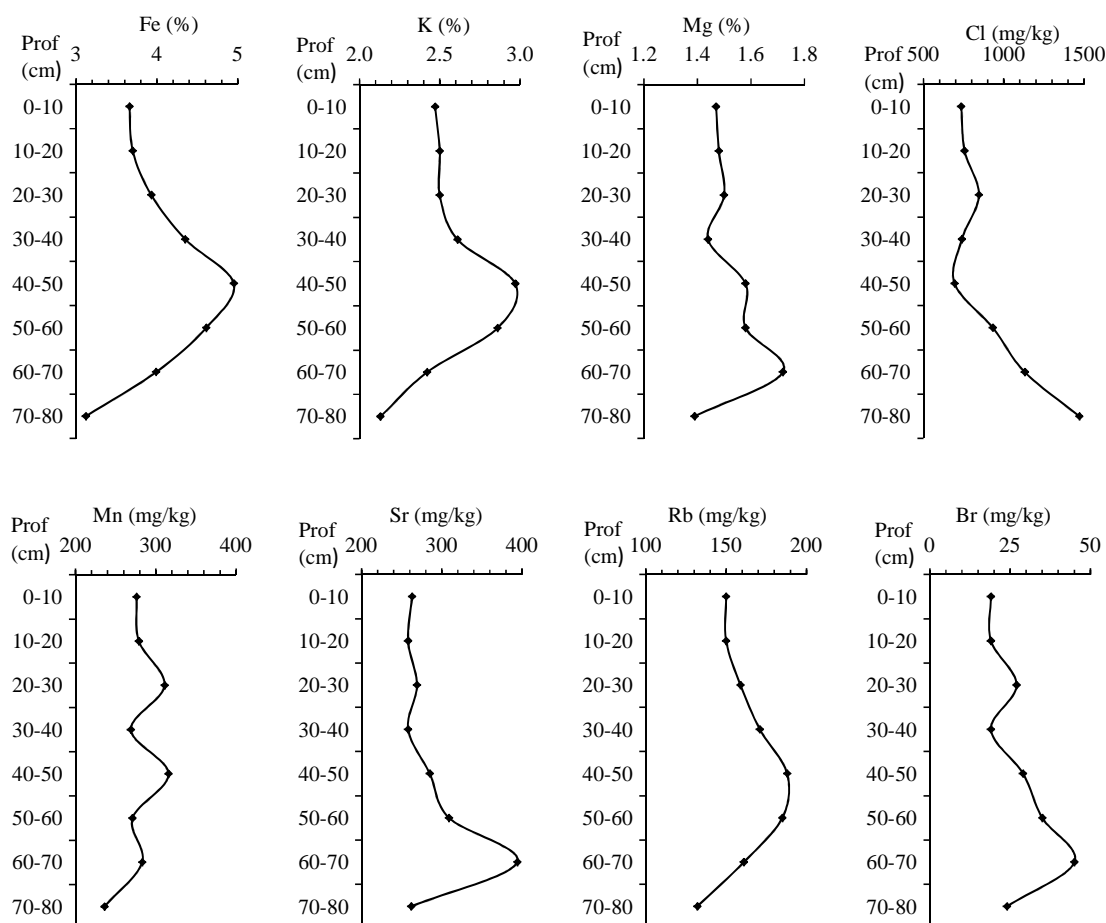 Fe (%)
Prof
(cm)
3 4 5
0-10
10-20
20-30
30-40
40-50
50-60
60-70
70-80
K (%)
Prof
(cm)
2.0 2.5 3.0
0-10
10-20
20-30
30-40
40-50
50-60
60-70
70-80
Mg (%)
Prof
(cm)
1.2 1.4 1.6 1.8
0-10
10-20
20-30
30-40
40-50
50-60
60-70
70-80
Cl (mg/kg)
Prof
(cm)
500 1000 1500
0-10
10-20
20-30
30-40
40-50
50-60
60-70
70-80
Mn (mg/kg)
Prof
(cm)
200 300 400
0-10
10-20
20-30
30-40
40-50
50-60
60-70
70-80
Sr (mg/kg)
Prof
(cm)
200 300 400
0-10
10-20
20-30
30-40
40-50
50-60
60-70
70-80
Rb (mg/kg)
Prof
(cm)
100 150 200
0-10
10-20
20-30
30-40
40-50
50-60
60-70
70-80
Br (mg/kg)
Prof
(cm)
0 25 50
0-10
10-20
20-30
30-40
40-50
50-60
60-70
70-80